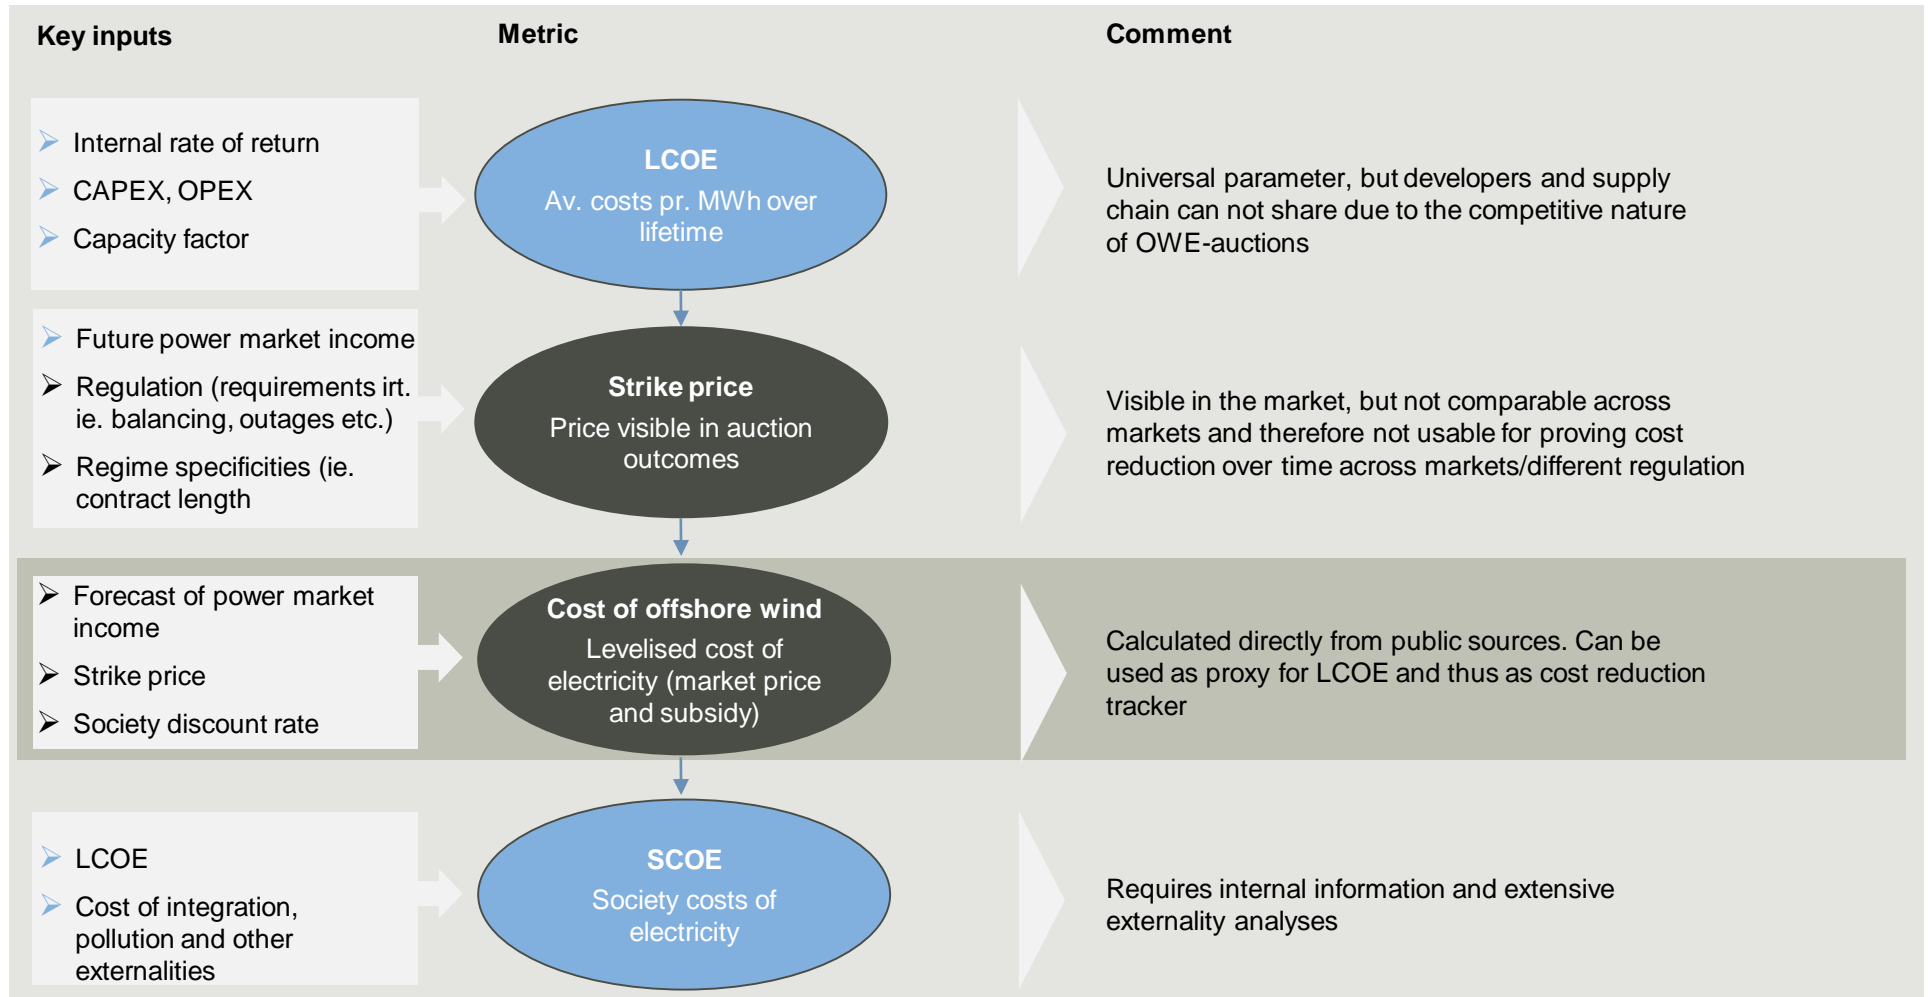 Key inputs
Metric
Comment
Internal rate of return
CAPEX, OPEX
Capacity factor
LCOE
Av. costs pr. MWh over
lifetime
Universal parameter, but developers and supply
chain can not share due to the competitive nature
of OWE-auctions
Future power market income
Regulation (requirements irt.
ie. balancing, outages etc.)
Regime specificities (ie.
contract length
Strike price
Price visible in auction
outcomes
Visible in the market, but not comparable across
markets and therefore not usable for proving cost
reduction over time across markets/different regulation
Forecast of power market
income
Strike price
Society discount rate
Cost of offshore wind
Levelised cost of
electricity (market price
and subsidy)
Calculated directly from public sources. Can be
used as proxy for LCOE and thus as cost reduction
tracker
LCOE
Cost of integration,
pollution and other
externalities
SCOE
Society costs of
electricity
Requires internal information and extensive
externality analyses